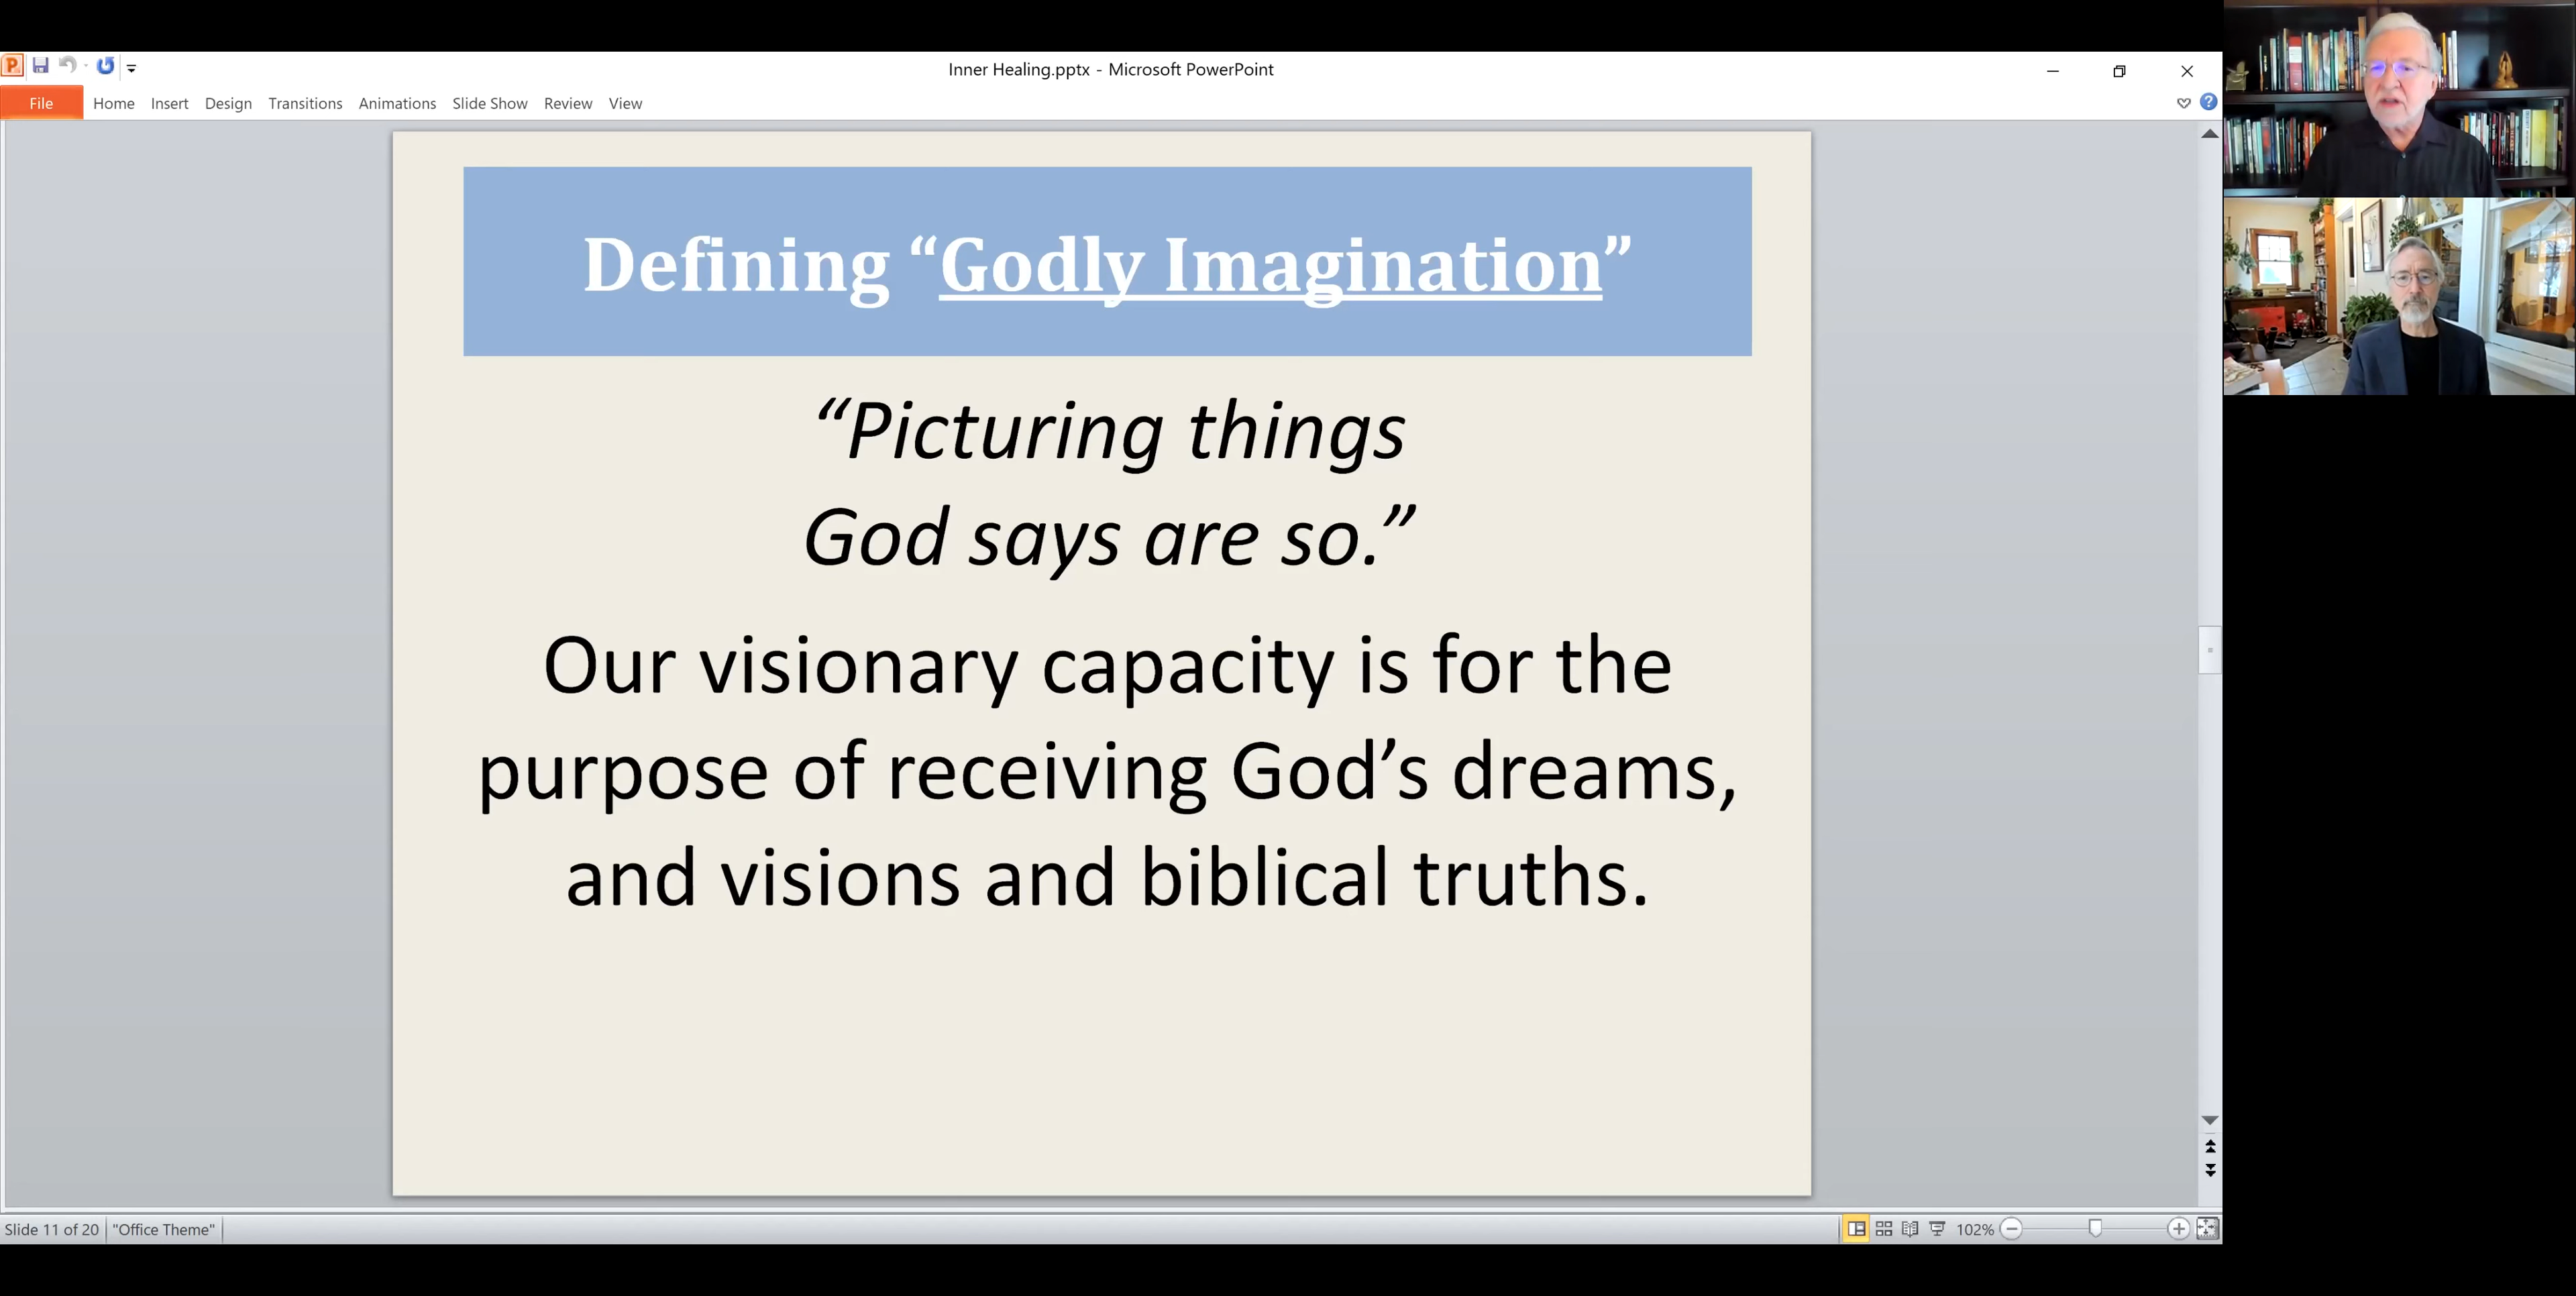 Inner Healing.pptx - Microsoft PowerPoint
File Home Insert Design Transitions Animations Slide Show Review View
Defining “Godly Imagination”
“Picturing things
God says are so.”
Our visionary capacity is for the
purpose of receiving God’s dreams,
and visions and biblical truths.
Slide 11 of 20 "Office Theme" 102%